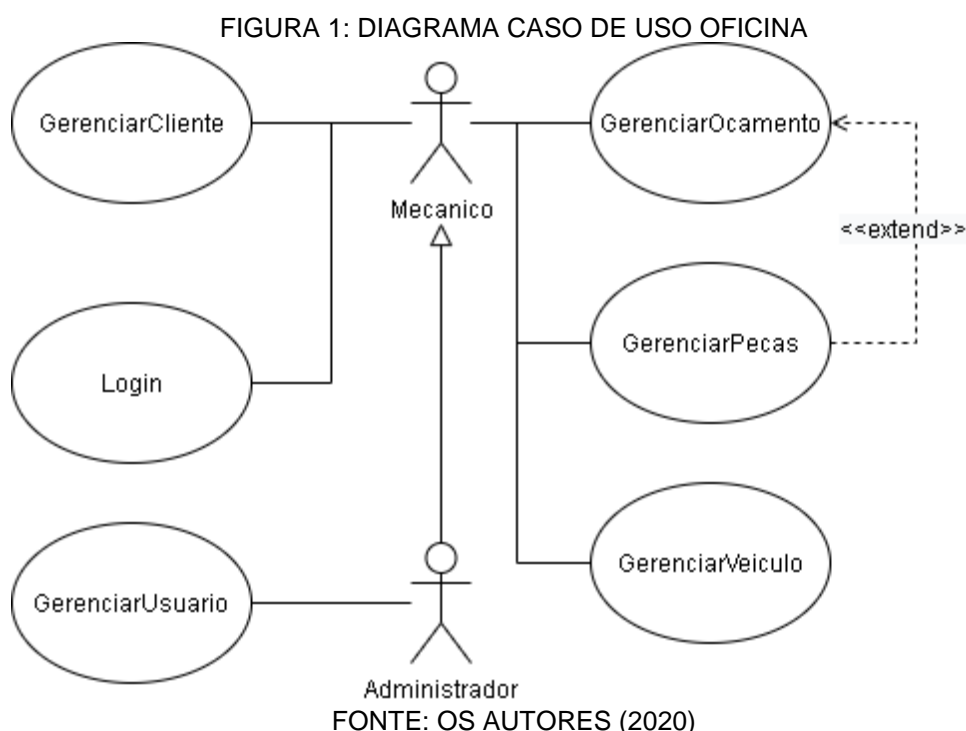 FIGURA 1: DIAGRAMA CASO DE USO OFICINA
GerenciarCliente
GerenciarOcamento
Mecanico
<<extend>>
GerenciarPecas
Login
GerenciarVeiculo
GerenciarUsuario
Administrador
FONTE: OS AUTORES (2020)